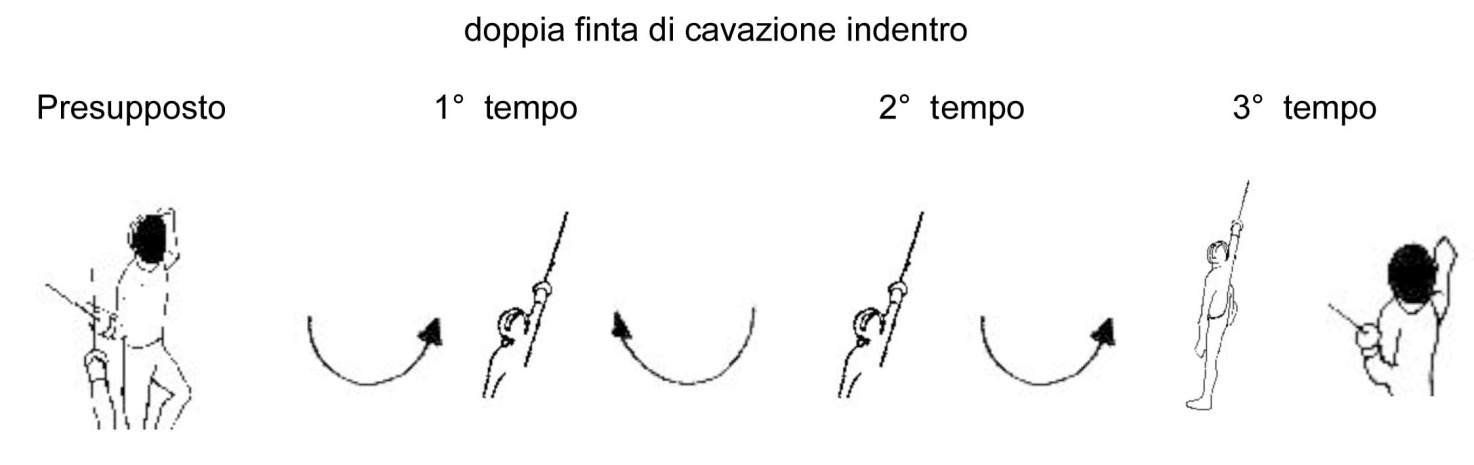 doppia finta di cavazione indentro
Presupposto 1° tempo 2° tempo 3° tempo